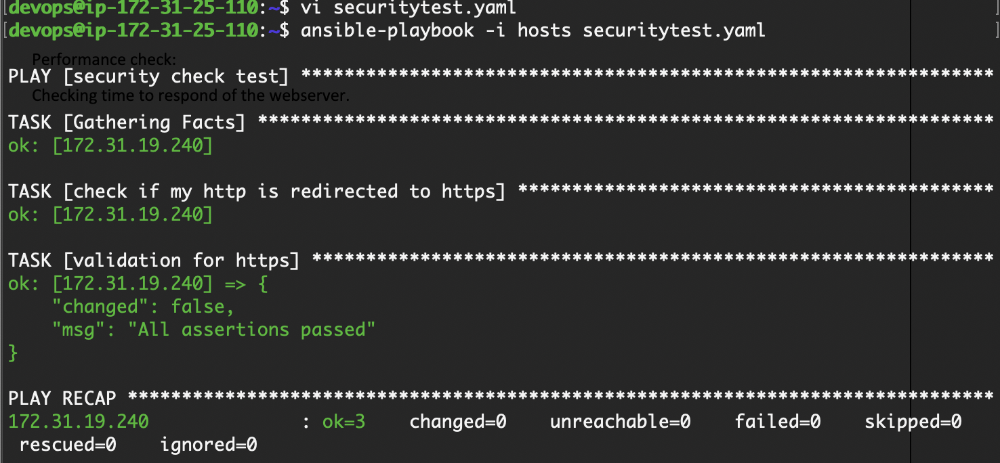 [devops@ip-172-31-25-110:~$ vi securitytest.yaml ]
[devops@ip-172-31-25-110:~$ ansible-playbook -i hosts securitytest.yaml ]
Performance check:
PLAY [security check test] ****************************************************************
Checking time to respond of the webserver.
TASK [Gathering Facts] ********************************************************************
ok: [172.31.19.240]
TASK [check if my http is redirected to https] ********************************************
ok: [172.31.19.240]
TASK [validation for https] ***************************************************************
ok: [172.31.19.240] => {
"changed": false,
"msg": "All assertions passed"
}
PLAY RECAP ********************************************************************************
172.31.19.240 : ok=3 changed=0 unreachable=0 failed=0 skipped=0
rescued=0 ignored=0